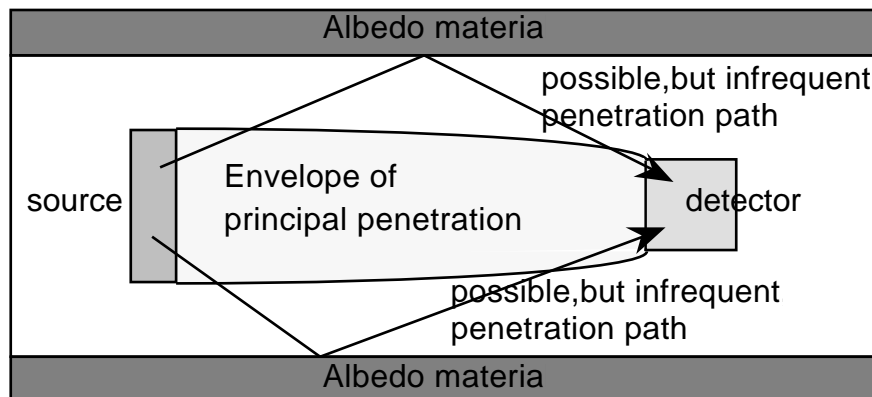 Albedo materia
possible,but infrequent
penetration path
Envelope of
source
detector
principal penetration
possible,but infrequent
penetration path
Albedo materia